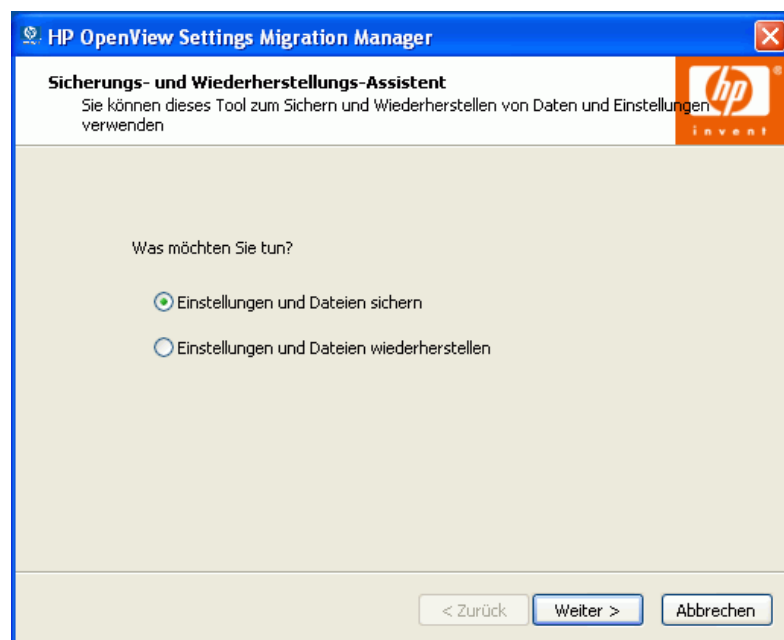 HP OpenView Settings Migration Manager
Sicherungs- und Wiederherstellungs-Assistent
Sie können dieses Tool zum Sichern und Wiederherstellen von Daten und Einstellungen
verwenden
hp
®
invent
Was möchten Sie tun?
Einstellungen und Dateien sichern
Einstellungen und Dateien wiederherstellen
< Zurück
Weiter >
Abbrechen